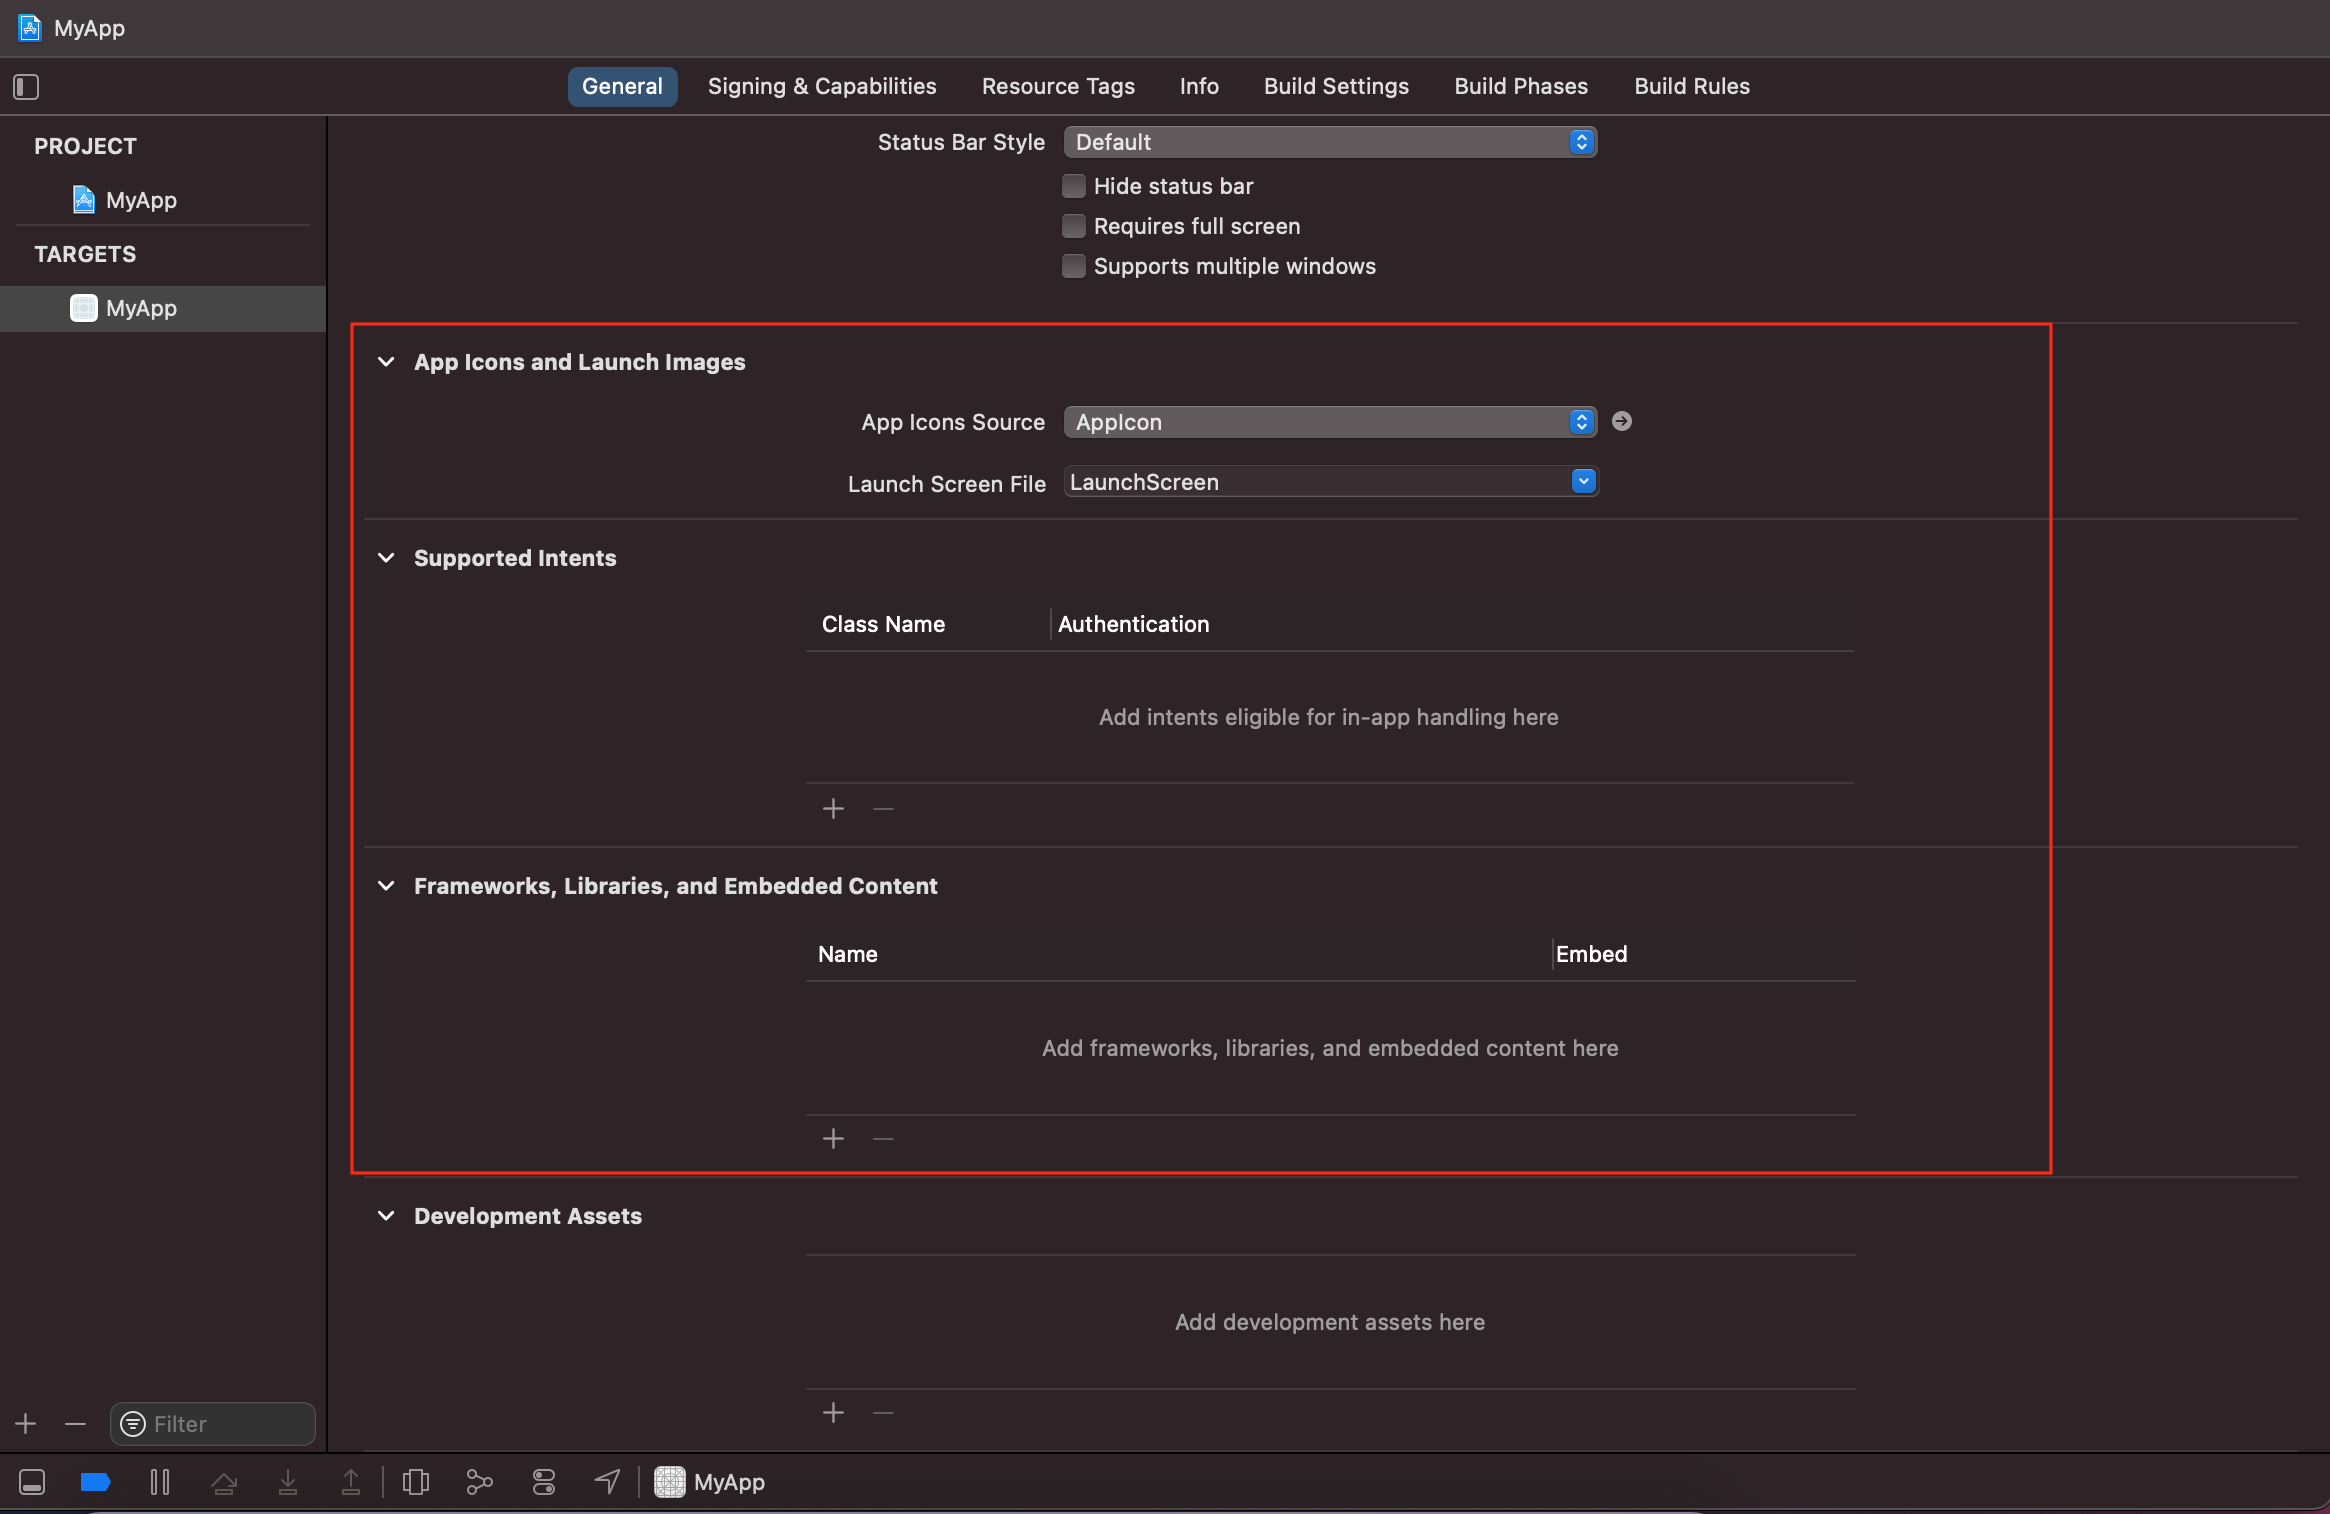 MyApp
General Signing & Capabilities Resource Tags Info Build Settings Build Phases Build Rules
PROJECT
MyApp
TARGETS
MyApp
Status Bar Style Default
Hide status bar
Requires full screen
Supports multiple windows
App Icons and Launch Images
App Icons Source AppIcon
Launch Screen File LaunchScreen
Supported Intents
Class Name Authentication
Add intents eligible for in-app handling here
Frameworks, Libraries, and Embedded Content
Name Embed
Add frameworks, libraries, and embedded content here
Development Assets
Add development assets here
Filter
MyApp